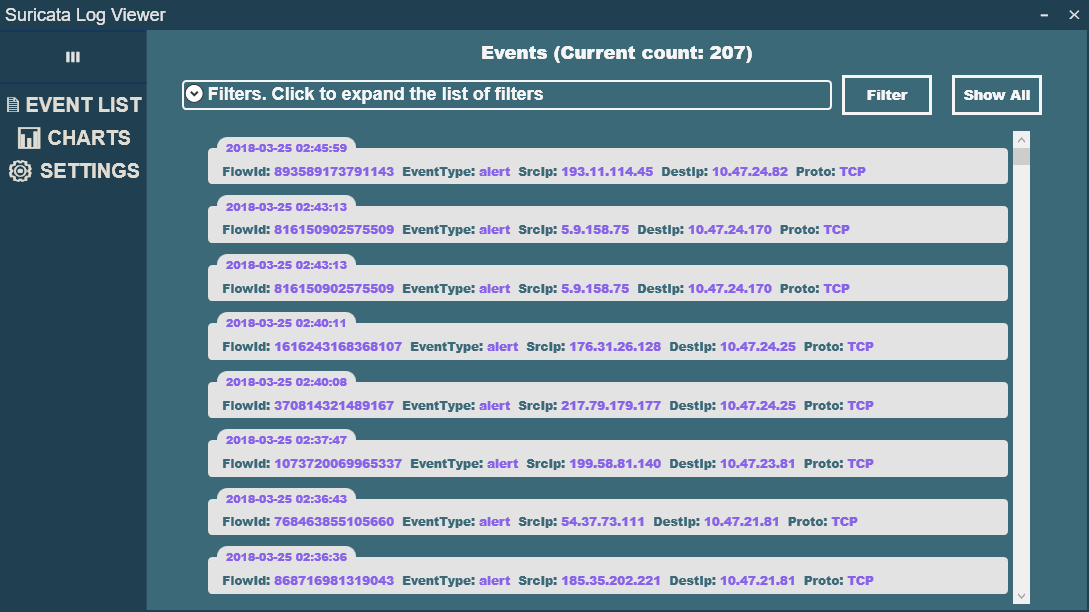 Suricata Log Viewer
EVENT LIST
CHARTS
SETTINGS
Events (Current count: 207)
Filters. Click to expand the list of filters
Filter
Show All
2018-03-25 02:45:59
FlowId: 893589173791143 EventType: alert SrcIp: 193.11.114.45 DestIp: 10.47.24.82 Proto: TCP
2018-03-25 02:43:13
FlowId: 816150902575509 EventType: alert SrcIp: 5.9.158.75 DestIp: 10.47.24.170 Proto: TCP
2018-03-25 02:43:13
FlowId: 816150902575509 EventType: alert SrcIp: 5.9.158.75 DestIp: 10.47.24.170 Proto: TCP
2018-03-25 02:40:11
FlowId: 1616243168368107 EventType: alert SrcIp: 176.31.26.128 DestIp: 10.47.24.25 Proto: TCP
2018-03-25 02:40:08
FlowId: 370814321489167 EventType: alert SrcIp: 217.79.179.177 DestIp: 10.47.24.25 Proto: TCP
2018-03-25 02:37:47
FlowId: 1073720069965337 EventType: alert SrcIp: 199.58.81.140 DestIp: 10.47.23.81 Proto: TCP
2018-03-25 02:36:43
FlowId: 768463855105660 EventType: alert SrcIp: 54.37.73.111 DestIp: 10.47.21.81 Proto: TCP
2018-03-25 02:36:36
FlowId: 868716981319043 EventType: alert SrcIp: 185.35.202.221 DestIp: 10.47.21.81 Proto: TCP